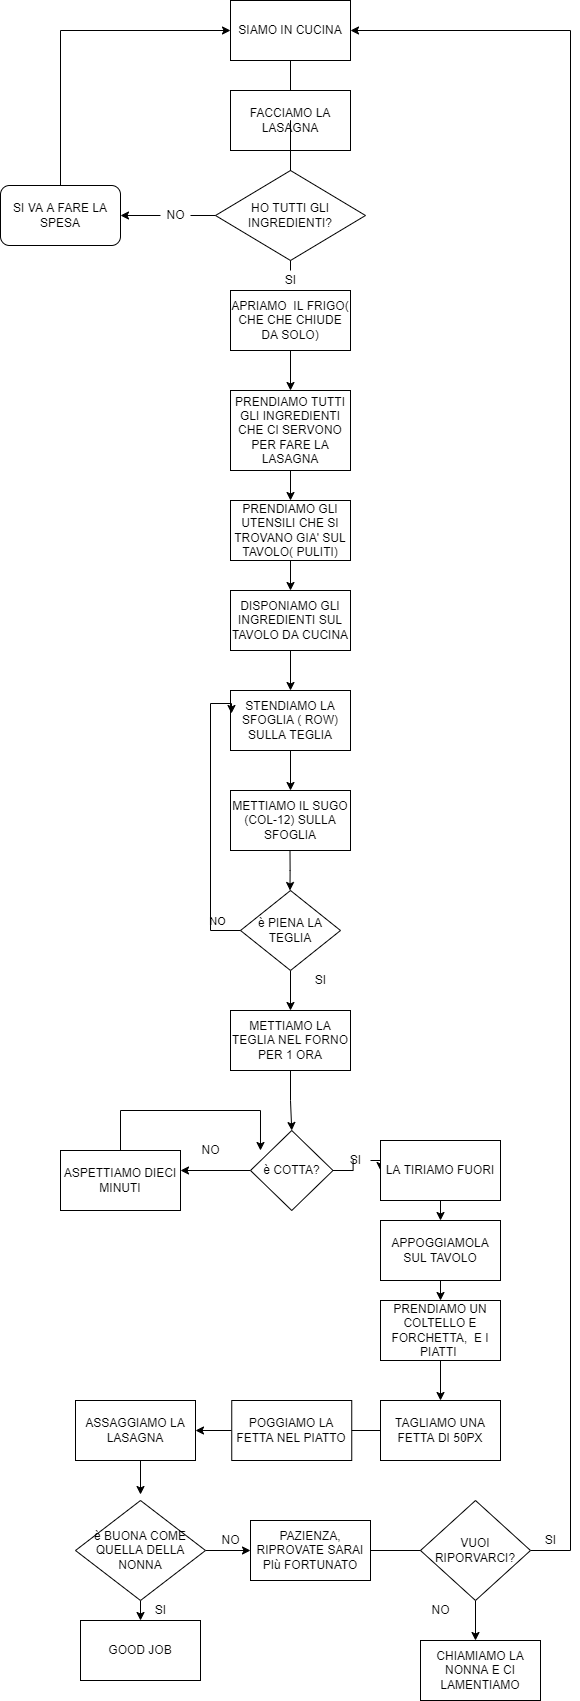 SIAMO IN CUCINA
FACCIAMO LA
LASAGNA
HO TUTTI GLI
INGREDIENTI?
NO
SI VA A FARE LA
SPESA
SI
APRIAMO IL FRIGO(
CHE CHE CHIUDE
DA SOLO)
PRENDIAMO TUTTI
GLI INGREDIENTI
CHE CI SERVONO
PER FARE LA
LASAGNA
PRENDIAMO GLI
UTENSILI CHE SI
TROVANO GIA' SUL
TAVOLO( PULITI)
DISPONIAMO GLI
INGREDIENTI SUL
TAVOLO DA CUCINA
STENDIAMO LA
SFOGLIA ( ROW)
SULLA TEGLIA
METTIAMO IL SUGO
(COL-12) SULLA
SFOGLIA
è PIENA LA
TEGLIA
NO
SI
METTIAMO LA
TEGLIA NEL FORNO
PER 1 ORA
è COTTA?
NO
ASPETTIAMO DIECI
MINUTI
SI
LA TIRIAMO FUORI
APPOGGIAMOLA
SUL TAVOLO
PRENDIAMO UN
COLTELLO E
FORCHETTA, E I
PIATTI
TAGLIAMO UNA
FETTA DI 50PX
POGGIAMO LA
FETTA NEL PIATTO
ASSAGGIAMO LA
LASAGNA
è BUONA COME
QUELLA DELLA
NONNA
NO
PAZIENZA,
RIPROVATE SARAI
PIù FORTUNATO
VUOI
RIPORVARCI?
SI
NO
SI
GOOD JOB
CHIAMIAMO LA
NONNA E CI
LAMENTIAMO